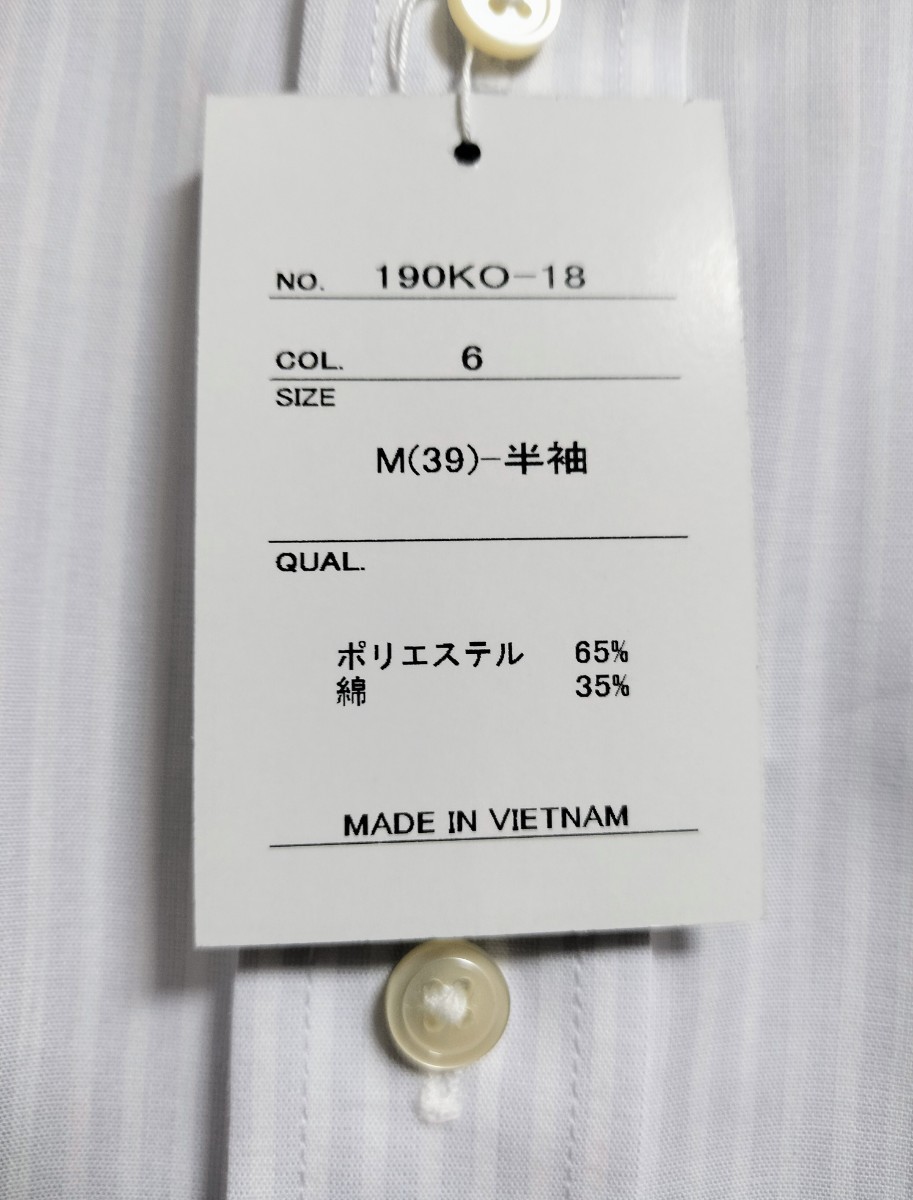 NO. 190KO-18
COL. 6
SIZE
M(39)-半袖
QUAL.
ポリエステル 65%
綿 35%
MADE IN VIETNAM